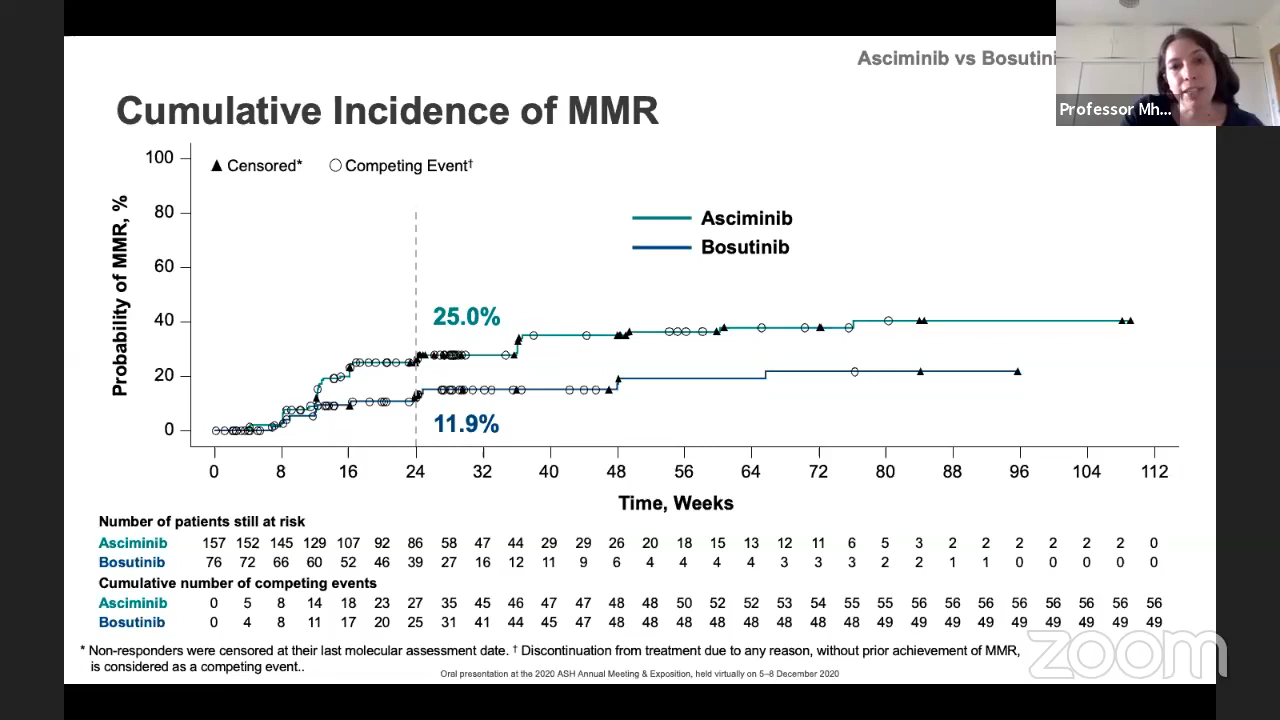 Asciminib vs Bosutini
Professor Mh...
Cumulative Incidence of MMR
▲ Censored* ○ Competing Event†
Probability of MMR, %
100
80
60
40
20
0
Asciminib
Bosutinib
25.0%
11.9%
0 8 16 24 32 40 48 56 64 72 80 88 96 104 112
Time, Weeks
Number of patients still at risk
Asciminib 157 152 145 129 107 92 86 58 47 44 29 29 26 20 18 15 13 12 11 6 5 3 2 2 2 2 2 2 0
Bosutinib 76 72 66 60 52 46 39 27 16 12 11 9 6 4 4 4 4 3 3 3 2 2 1 1 0 0 0 0 0
Cumulative number of competing events
Asciminib 0 5 8 14 18 23 27 35 45 46 47 47 48 48 50 52 52 53 54 55 55 56 56 56 56 56 56 56 56
Bosutinib 0 4 8 11 17 20 25 31 41 44 45 47 48 48 48 48 48 48 48 48 49 49 49 49 49 49 49 49 49
* Non-responders were censored at their last molecular assessment date. † Discontinuation from treatment due to any reason, without prior achievement of MMR,
is considered as a competing event..
Oral presentation at the 2020 ASH Annual Meeting & Exposition, held virtually on 5–8 December 2020
zoom